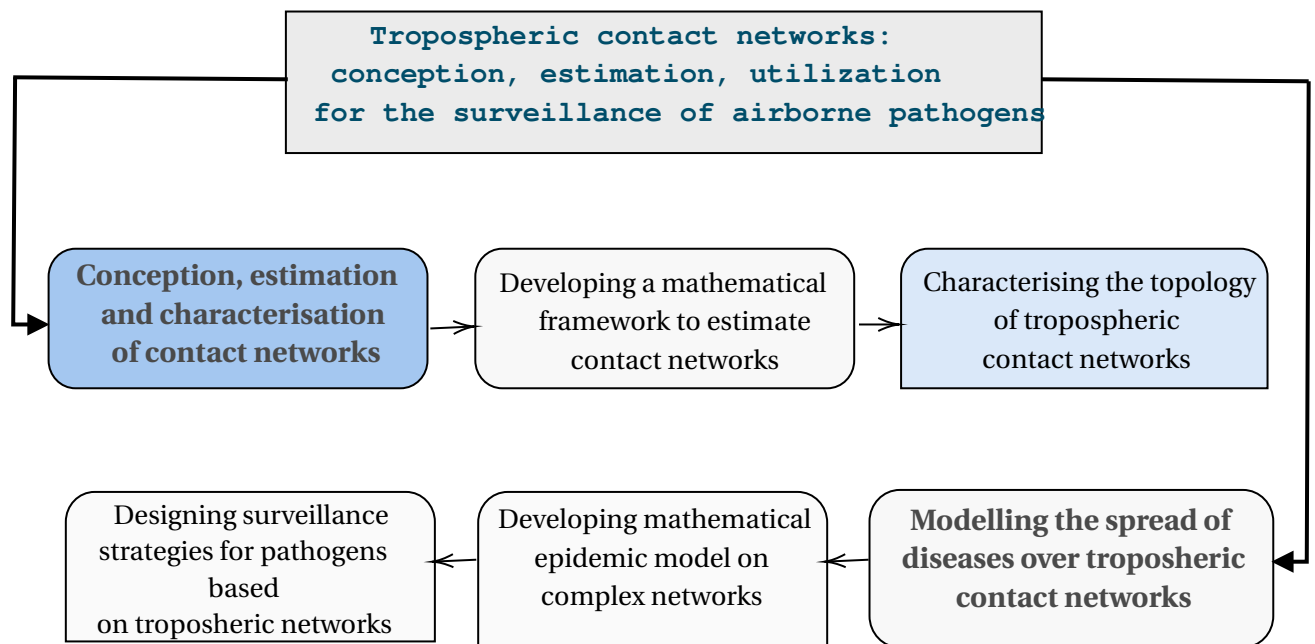 Tropospheric contact networks:
conception, estimation, utilization
for the surveillance of airborne pathogens
Conception, estimation
and characterisation
of contact networks
Developing a mathematical
framework to estimate
contact networks
Characterising the topology
of tropospheric
contact networks
Designing surveillance
strategies for pathogens
based
on troposheric networks
Developing mathematical
epidemic model on
complex networks
Modelling the spread of
diseases over troposheric
contact networks